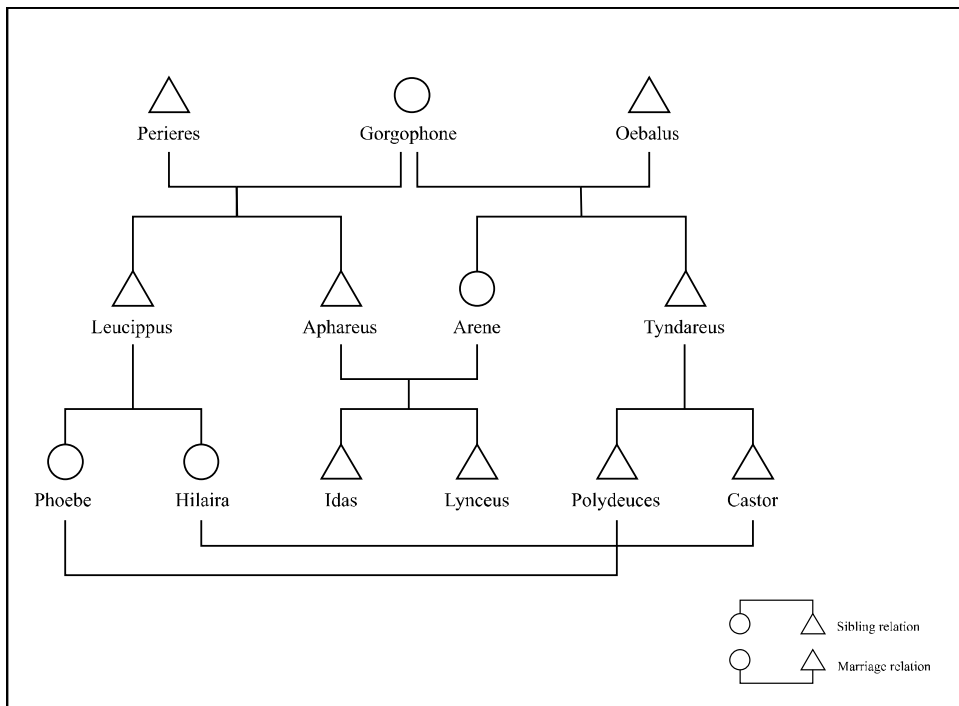 Perieres
Gorgophone
Oebalus
Leucippus
Aphareus
Arene
Tyndareus
Phoebe
Hilaira
Idas
Lynceus
Polydeuces
Castor
Sibling relation
Marriage relation